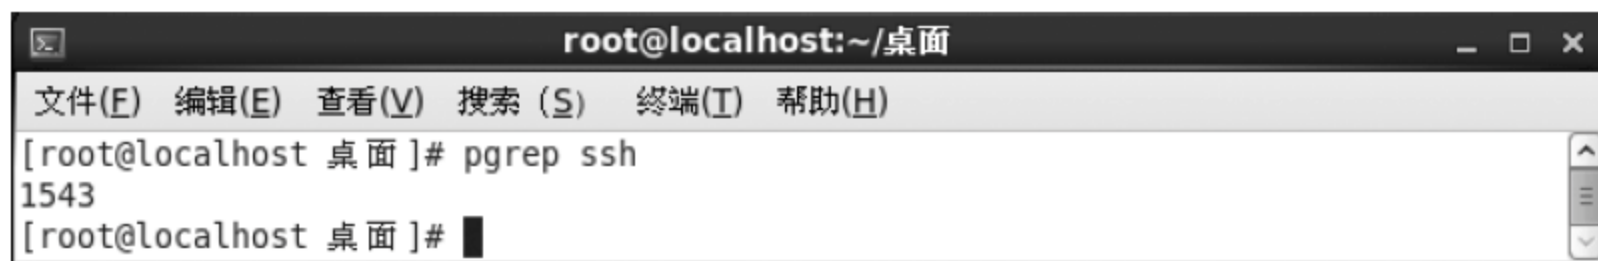 root@localhost:~/桌面
文件(F) 编辑(E) 查看(V) 搜索（S） 终端(T) 帮助(H)
[root@localhost 桌面]# pgrep ssh
1543
[root@localhost 桌面]#